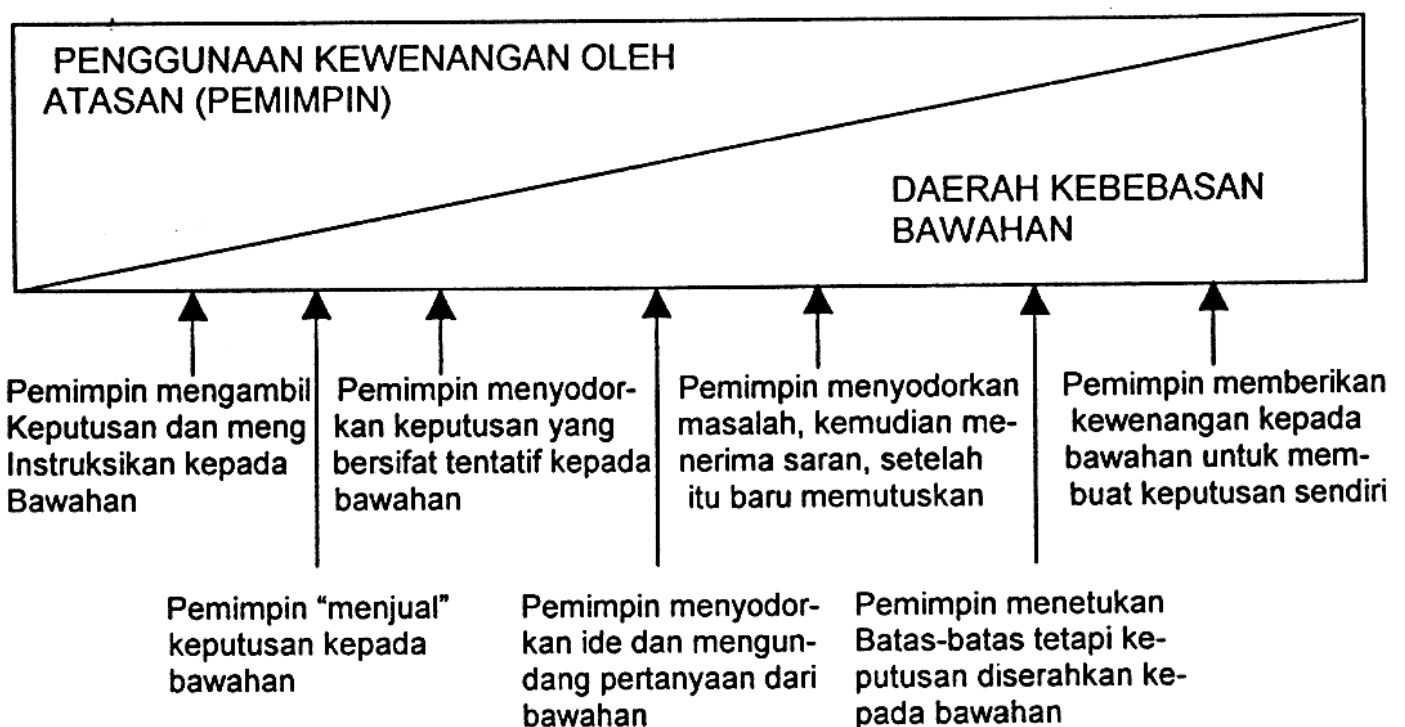 PENGGUNAAN KEWENANGAN OLEH
ATASAN (PEMIMPIN)
DAERAH KEBEBASAN
BAWAHAN
Pemimpin mengambil
Keputusan dan meng
Instruksikan kepada
Bawahan
Pemimpin “menjual”
keputusan kepada
bawahan
Pemimpin menyodor-
kan keputusan yang
bersifat tentatif kepada
bawahan
Pemimpin menyodor-
kan ide dan mengun-
dang pertanyaan dari
bawahan
Pemimpin menyodorkan
masalah, kemudian me-
nerima saran, setelah
itu baru memutuskan
Pemimpin menetukan
Batas-batas tetapi ke-
putusan diserahkan ke-
pada bawahan
Pemimpin memberikan
kewenangan kepada
bawahan untuk mem-
buat keputusan sendiri